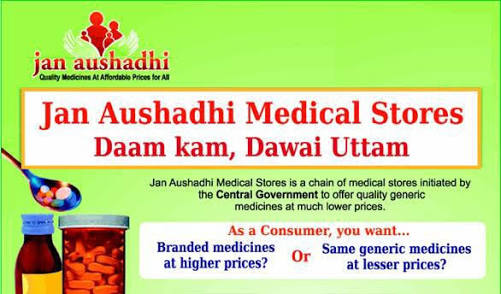 jan aushadhi
Quality Medicines At Affordable Prices for All
Jan Aushadhi Medical Stores
Daam kam, Dawai Uttam
Jan Aushadhi Medical Stores is a chain of medical stores initiated by
the Central Government to offer quality generic
medicines at much lower prices.
As a Consumer, you want...
Branded medicines
at higher prices?
Or
Same generic medicines
at lesser prices?